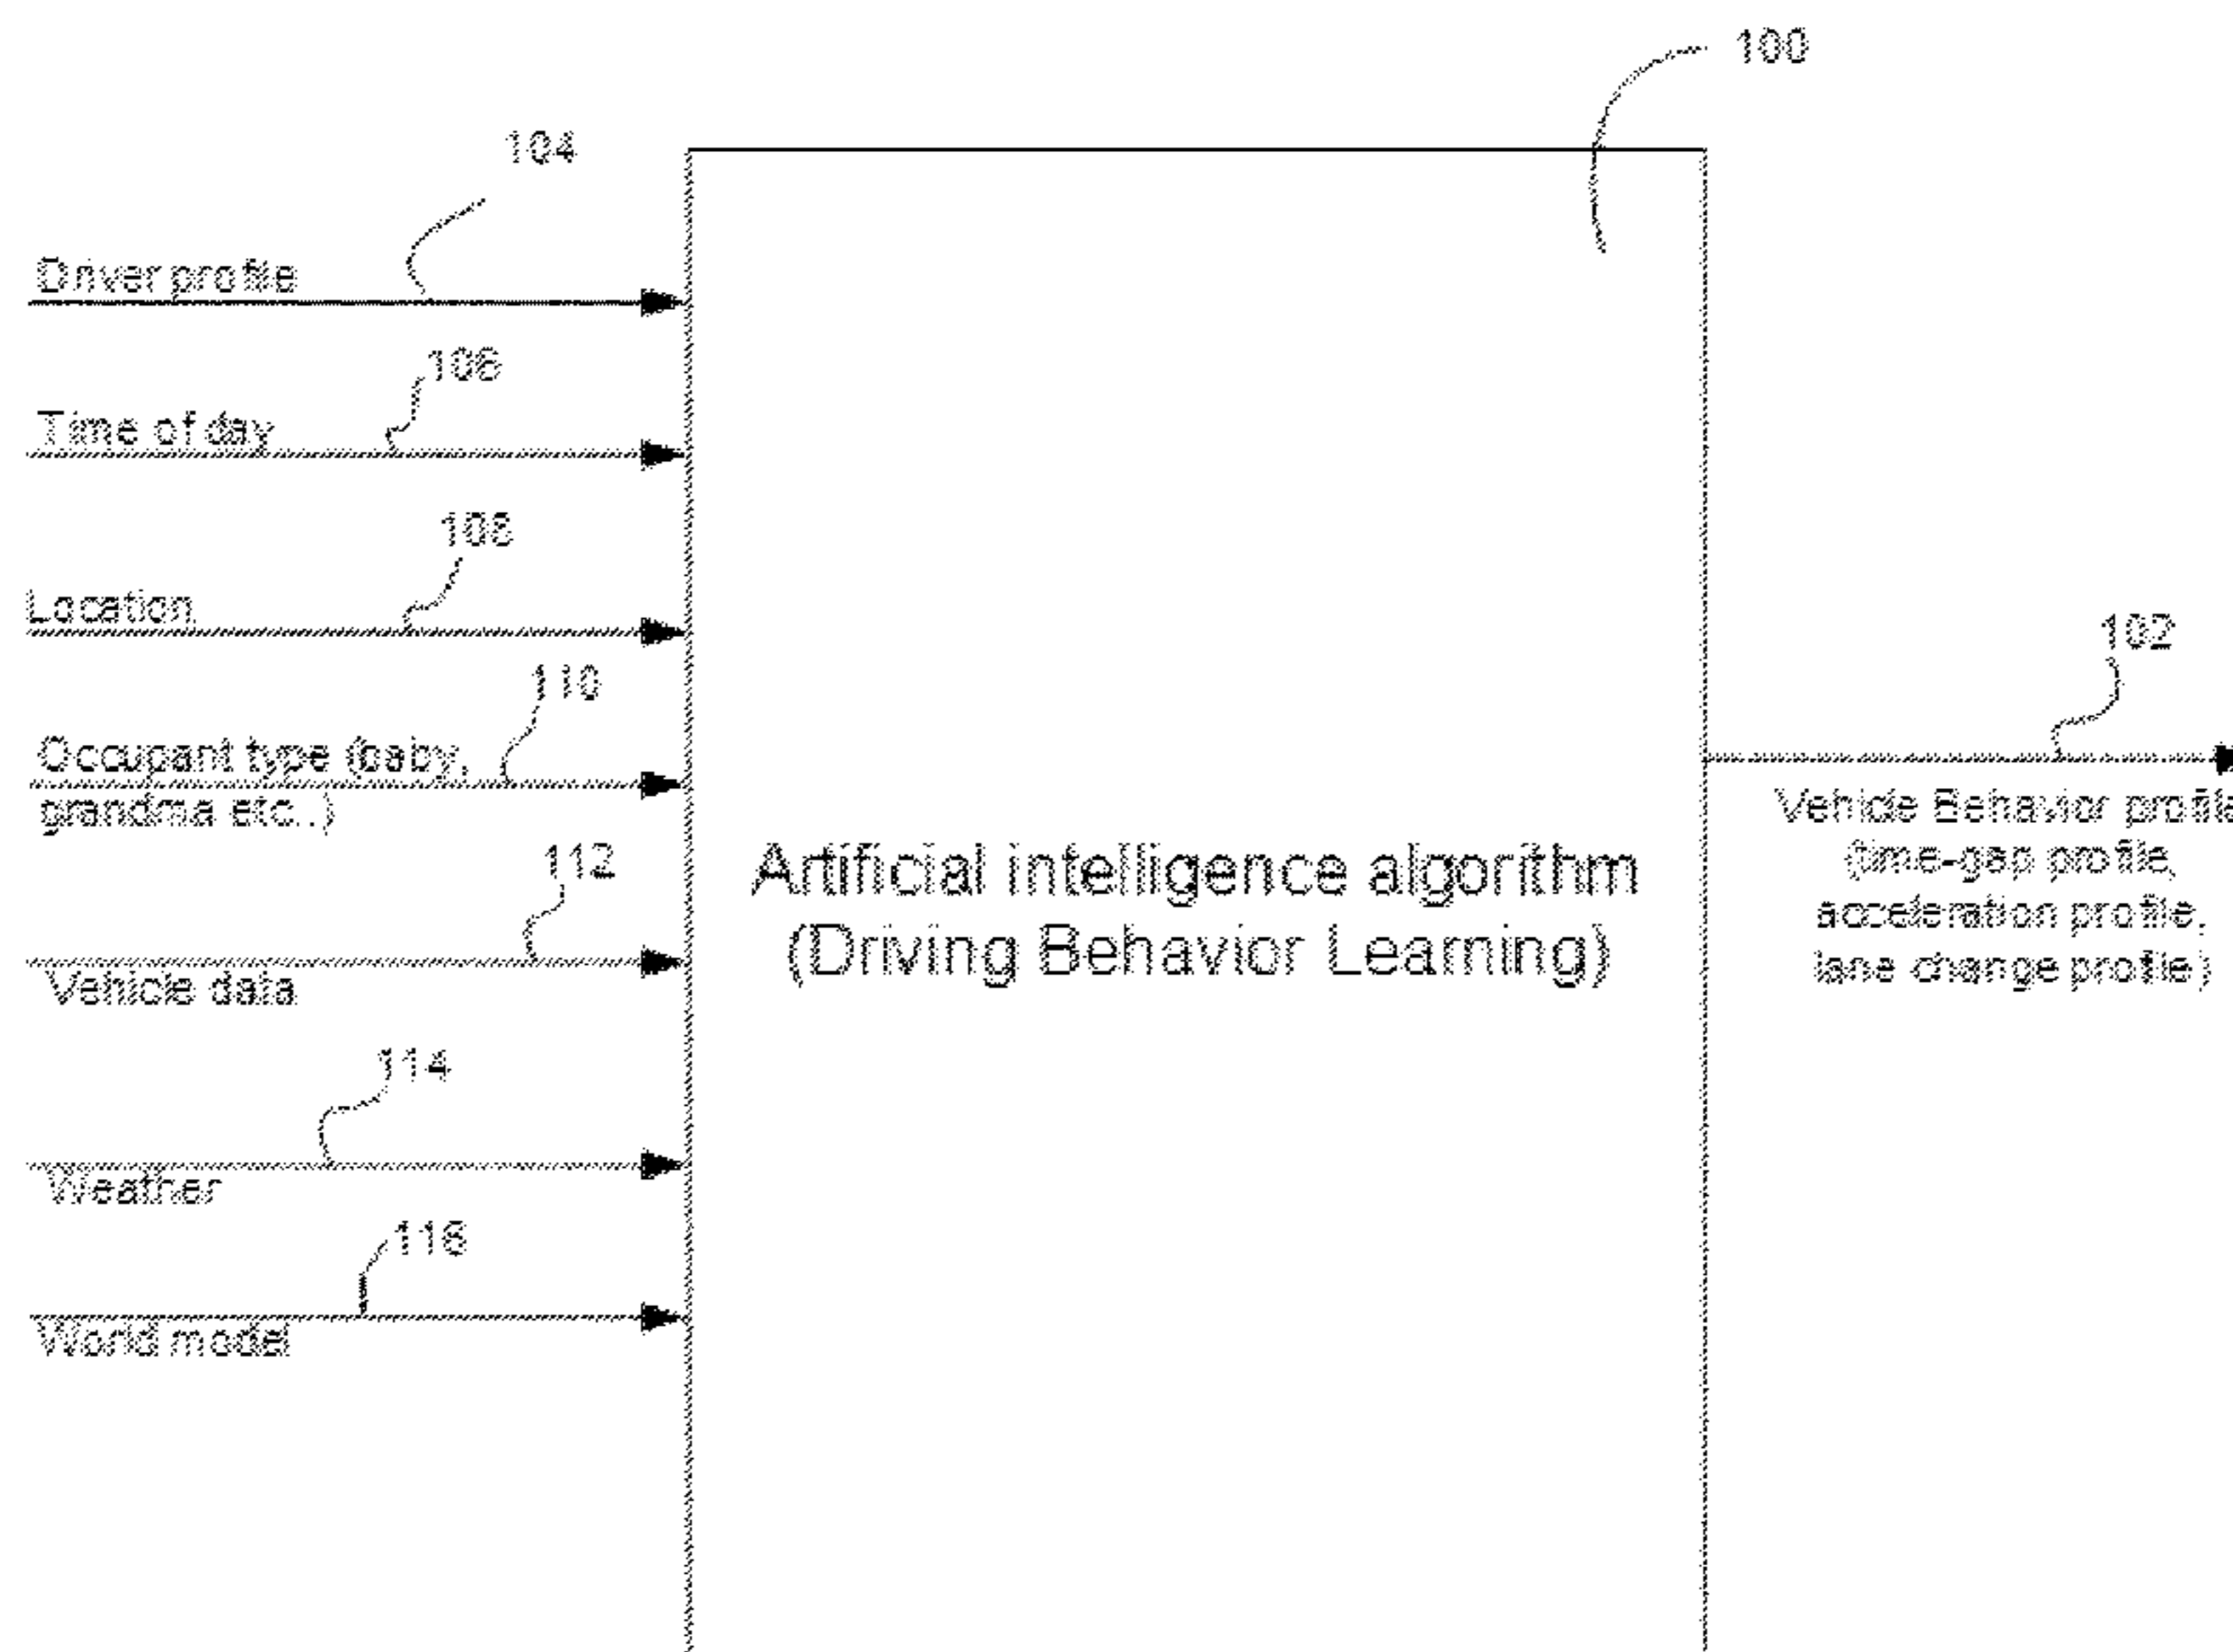 100
104
Driver profile
106
Time of day
108
Location
110
Occupant type (baby,
grandma etc..)
112
Vehicle data
114
Weather
116
World model
Artificial intelligence algorithm
(Driving Behavior Learning)
102
Vehicle Behavior profile
(time-gap profile,
acceleration profile,
lane change profile)